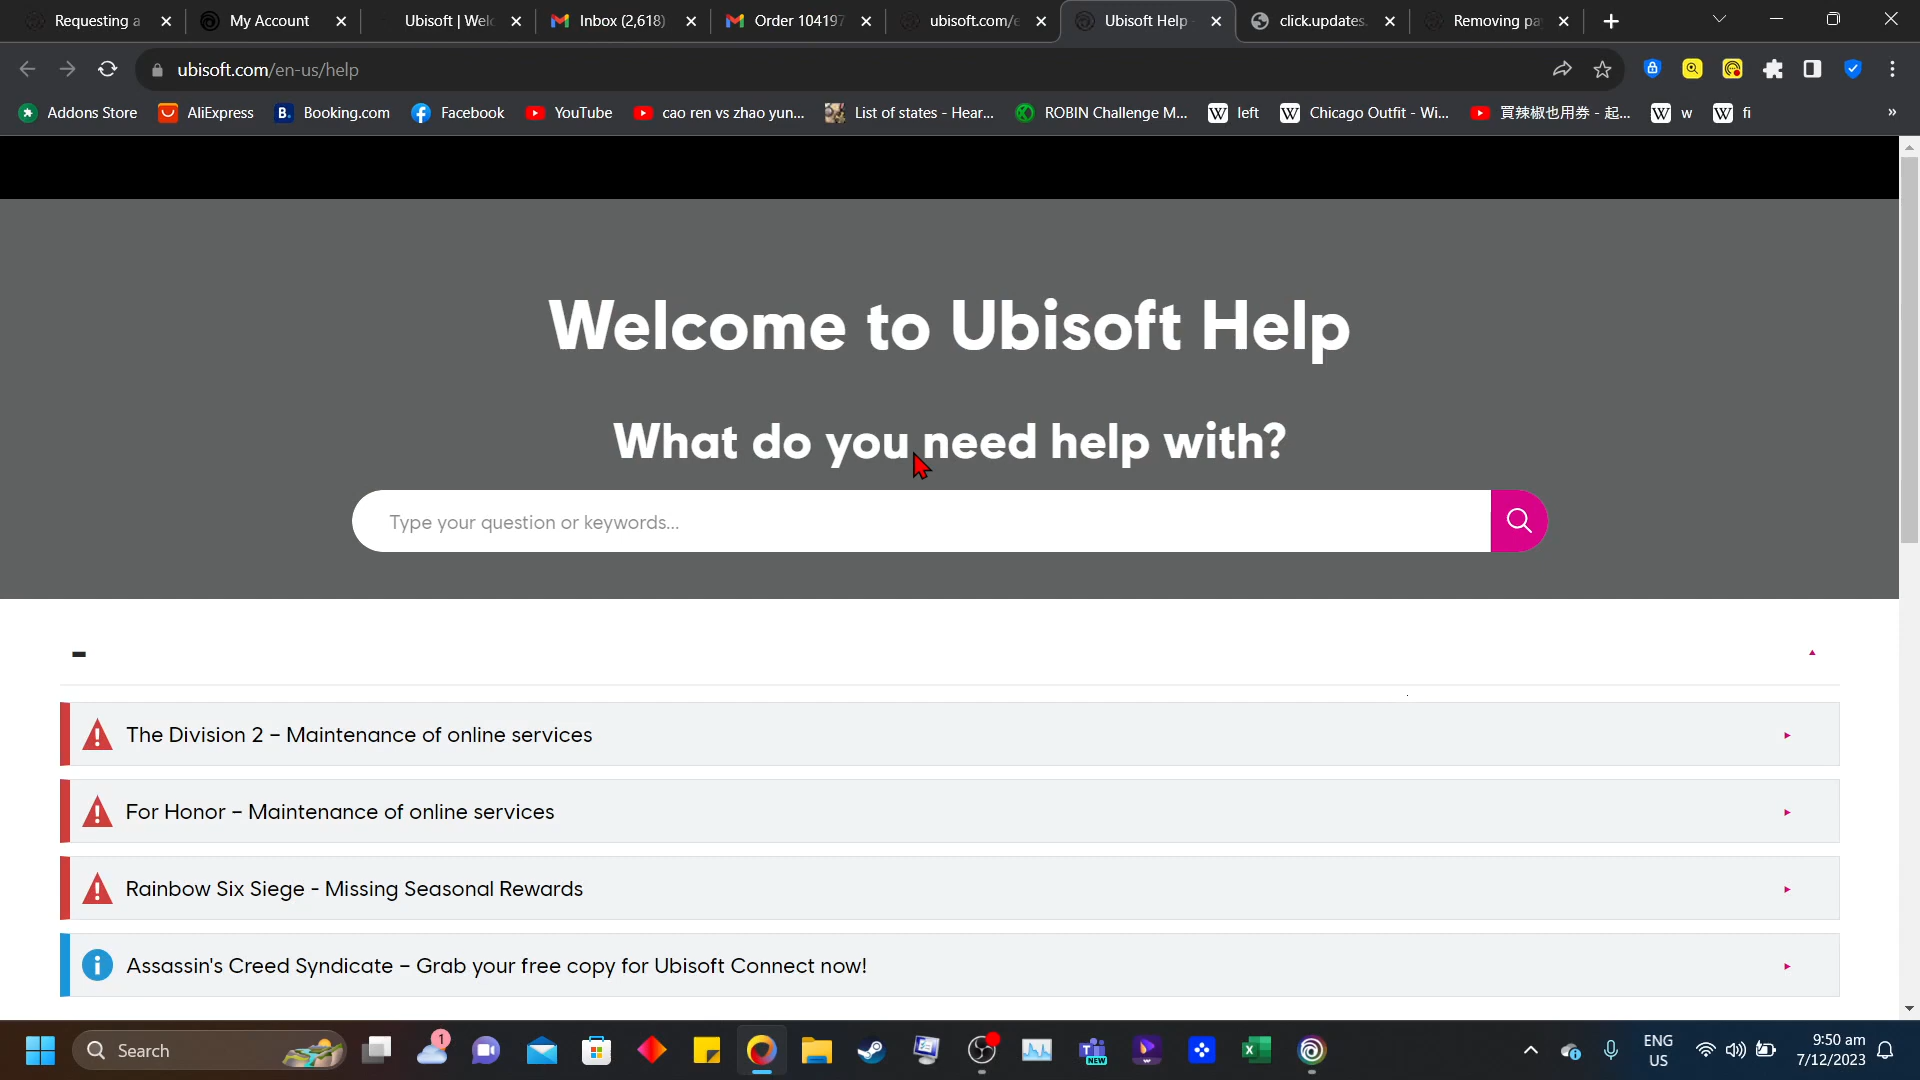 Requesting a
My Account
Ubisoft | Welc
Inbox (2,618)
Order 104197
ubisoft.com/e
Ubisoft Help -
click.updates.
Removing pa
ubisoft.com/en-us/help
Addons Store
AliExpress
B. Booking.com
Facebook
YouTube
cao ren vs zhao yun...
List of states - Hear...
ROBIN Challenge M...
W left
W Chicago Outfit - Wi...
買辣椒也用券 - 起...
W w
W fi
»
Welcome to Ubisoft Help
What do you need help with?
Type your question or keywords...
-
The Division 2 – Maintenance of online services
For Honor – Maintenance of online services
Rainbow Six Siege - Missing Seasonal Rewards
Assassin's Creed Syndicate – Grab your free copy for Ubisoft Connect now!
Search
1
NEW
ENG
US
9:50 am
7/12/2023